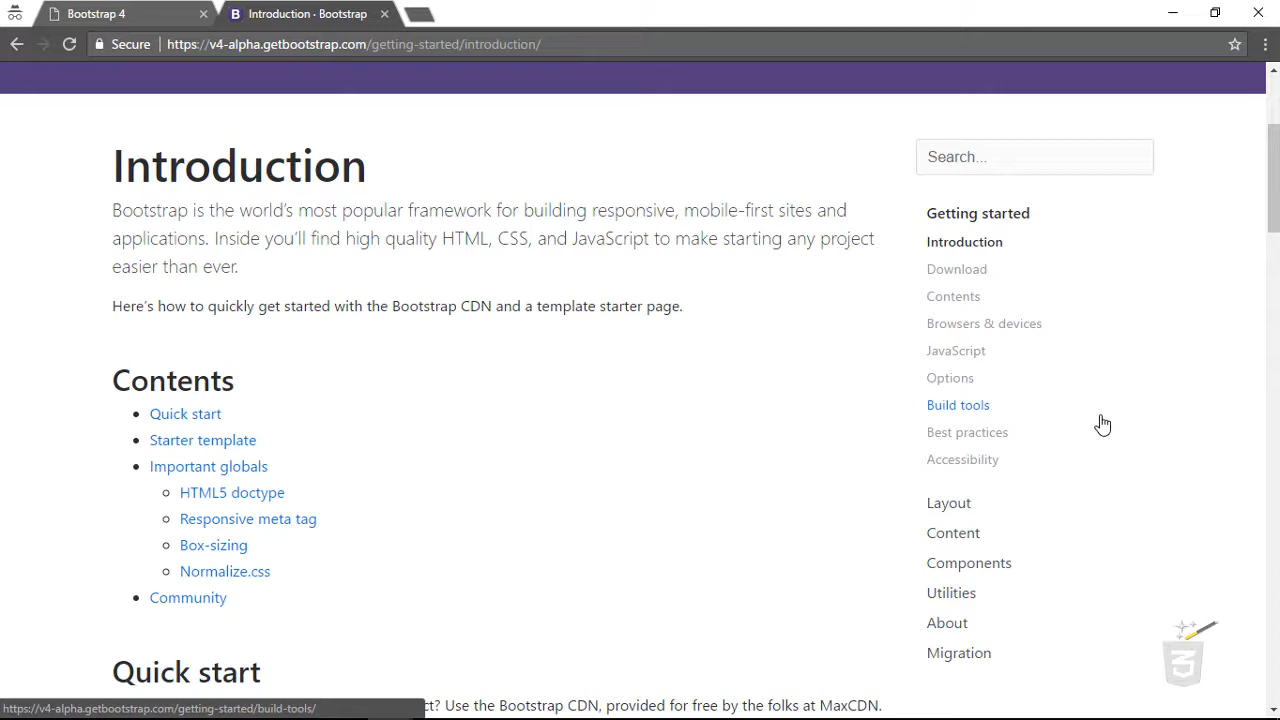 Bootstrap 4
Introduction · Bootstrap
Secure
https://v4-alpha.getbootstrap.com/getting-started/introduction/
Introduction
Bootstrap is the world’s most popular framework for building responsive, mobile-first sites and
applications. Inside you’ll find high quality HTML, CSS, and JavaScript to make starting any project
easier than ever.
Here’s how to quickly get started with the Bootstrap CDN and a template starter page.
Contents
Quick start
Starter template
Important globals
HTML5 doctype
Responsive meta tag
Box-sizing
Normalize.css
Community
Quick start
? Use the Bootstrap CDN, provided for free by the folks at MaxCDN.
Search...
Getting started
Introduction
Download
Contents
Browsers & devices
JavaScript
Options
Build tools
Best practices
Accessibility
Layout
Content
Components
Utilities
About
Migration
https://v4-alpha.getbootstrap.com/getting-started/build-tools/